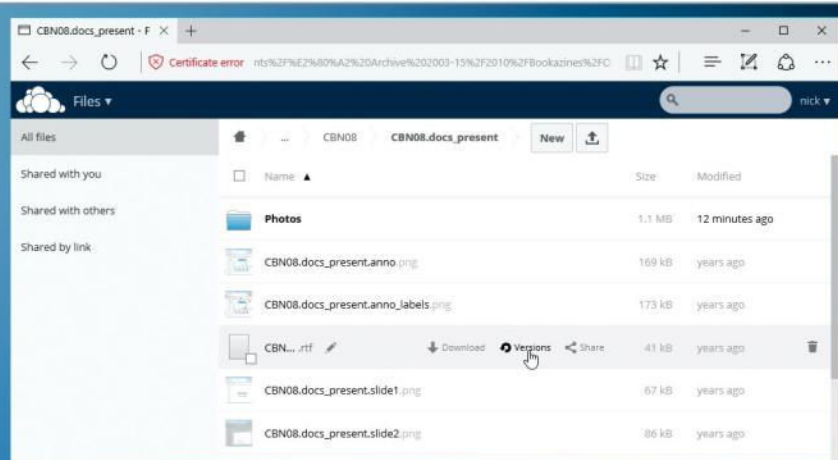 CBN08.docs_present - F
Certificate error nts%2F%E2%80%A2%20Archive%202003-15%2F2010%2FBookazines%2FC
Files nick
All files
Shared with you
Shared with others
Shared by link
... CBN08 CBN08.docs_present New
Name Size Modified
Photos 1.1 MB 12 minutes ago
CBN08.docs_present.anno.png 169 kB years ago
CBN08.docs_present.anno_labels.png 173 kB years ago
CBN... .rtf Download Versions Share 41 kB years ago
CBN08.docs_present.slide1.png 67 kB years ago
CBN08.docs_present.slide2.png 86 kB years ago